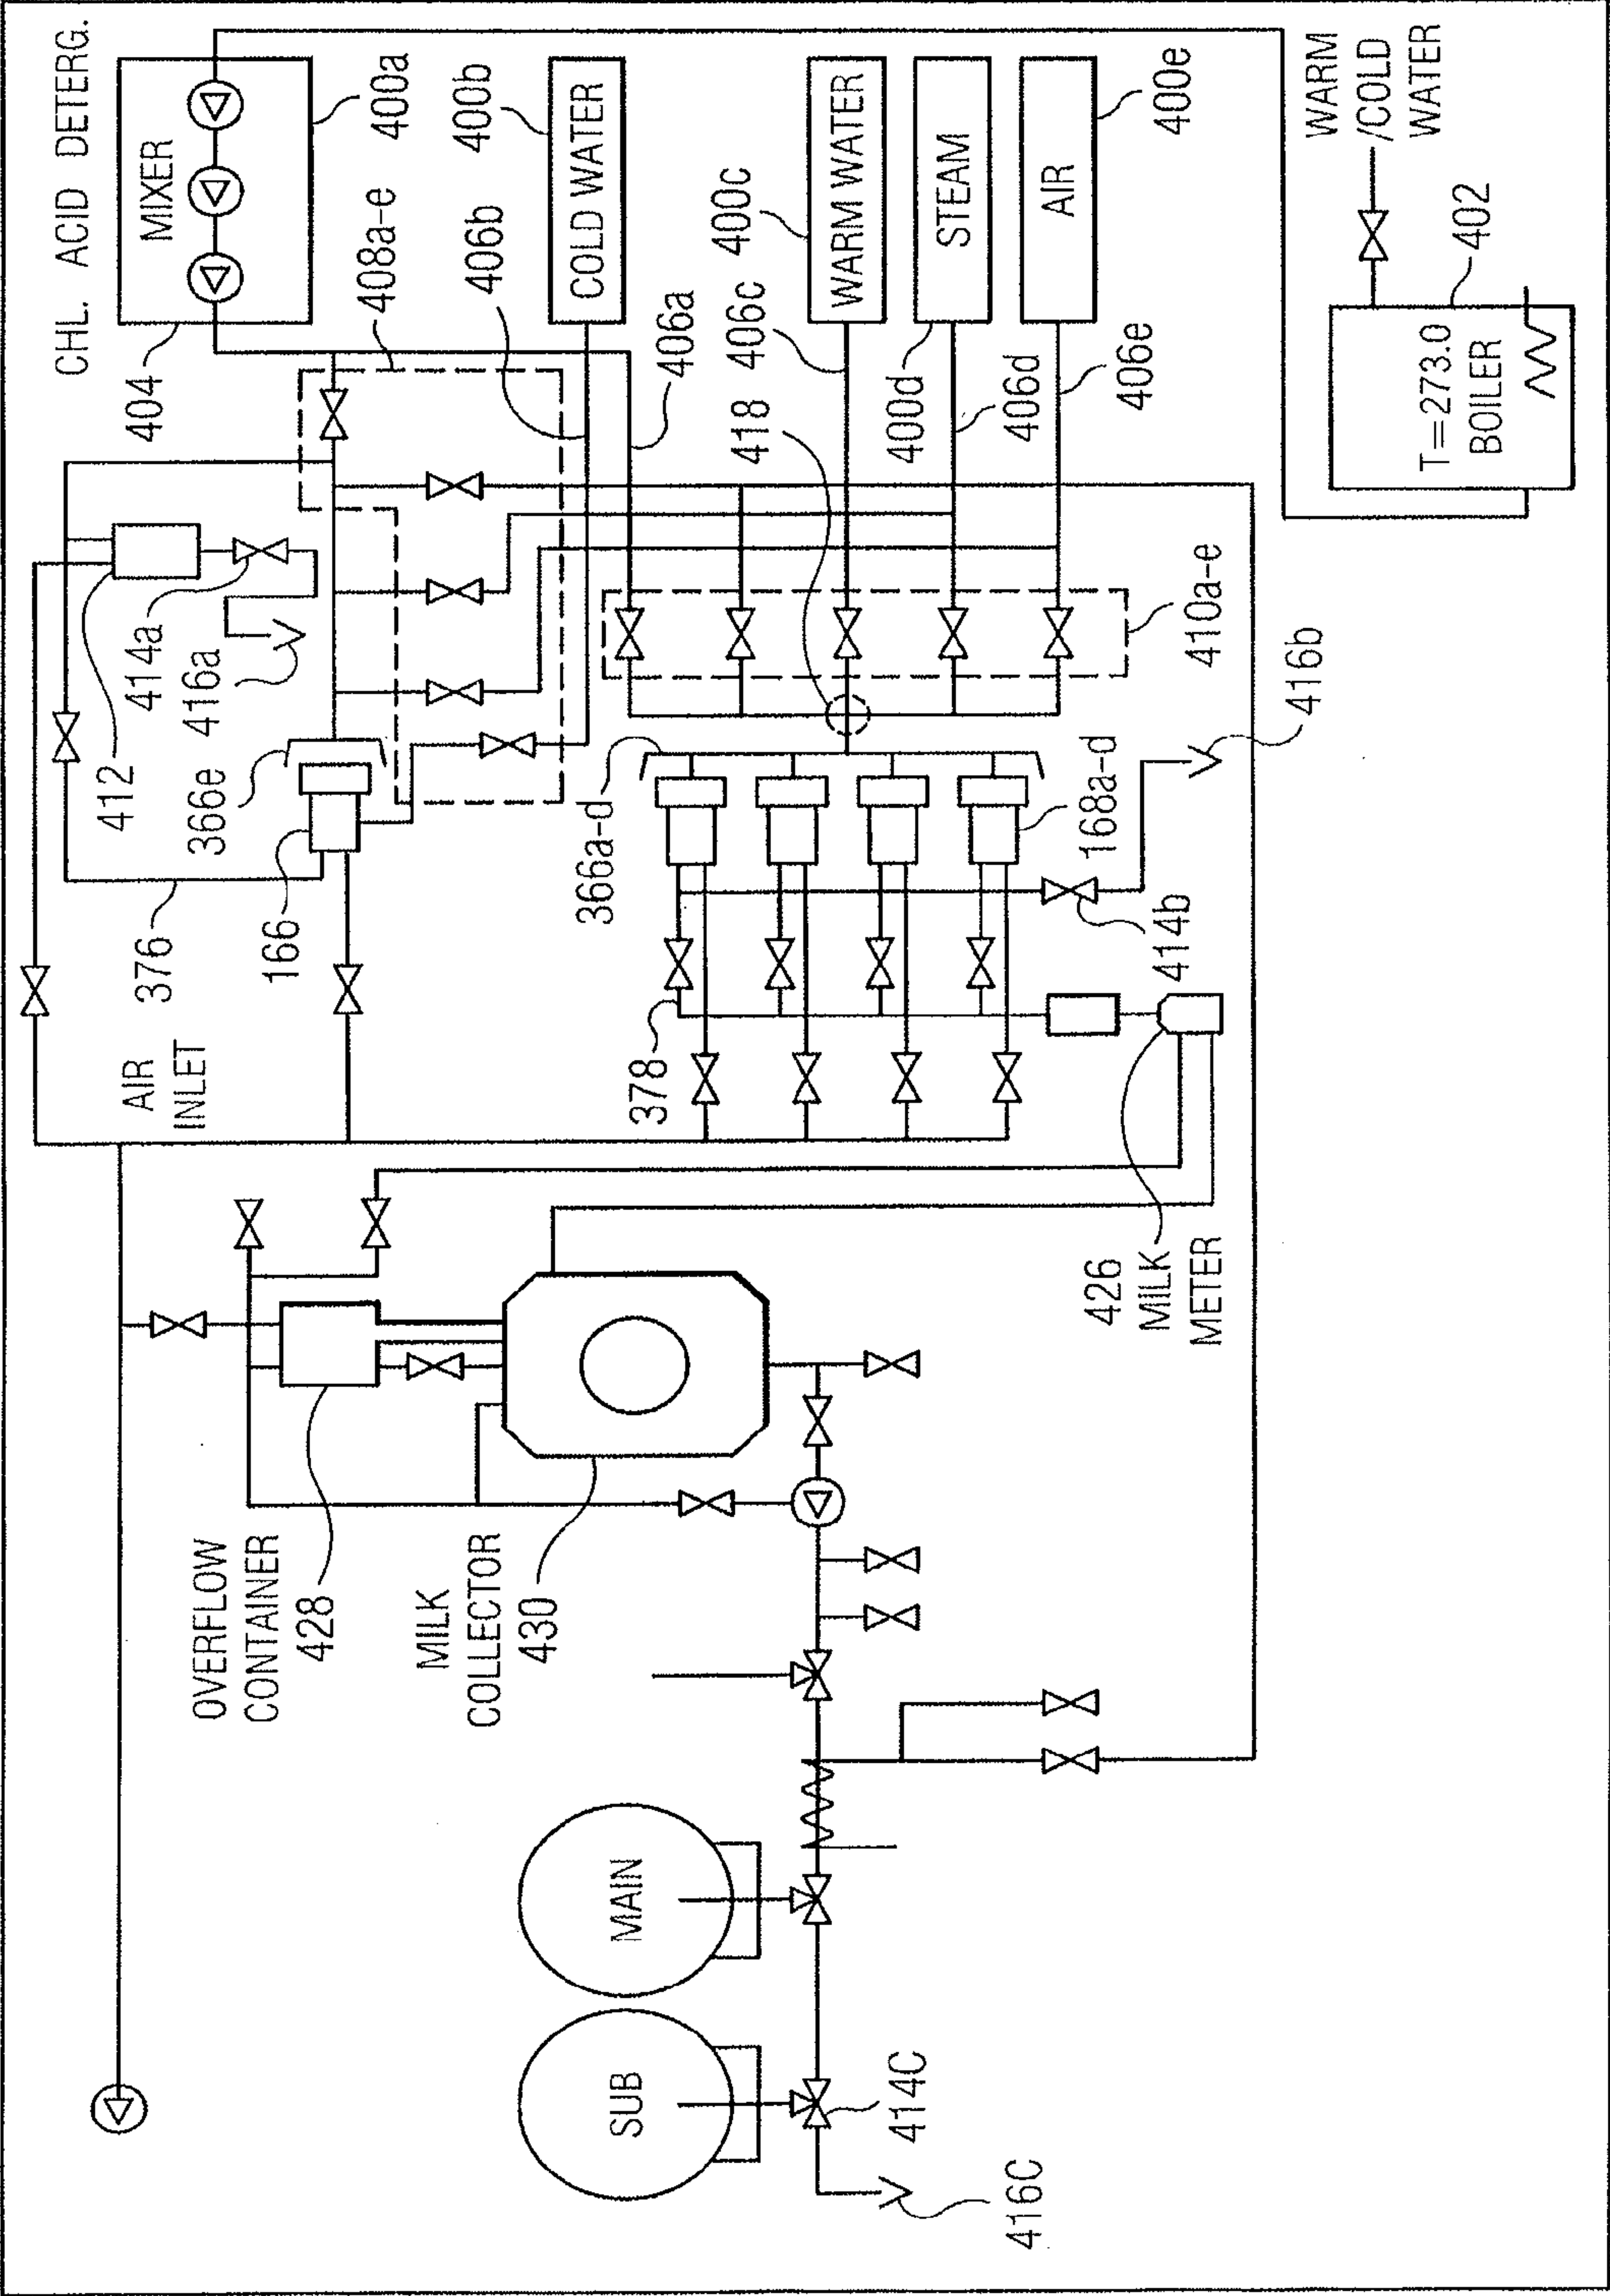 CHL. ACID DETERG.
MIXER
404
400a
408a-e
400b
COLD WATER
406b
406a
400c
WARM WATER
406c
418
400d
STEAM
406d
AIR
400e
406e
410a-e
416b
WARM
/COLD
WATER
402
T=273.0
BOILER
412
414a
416a
366e
376
166
366a-d
168a-d
414b
378
AIR
INLET
426
MILK
METER
OVERFLOW
CONTAINER
428
MILK
COLLECTOR
430
MAIN
SUB
414C
416C